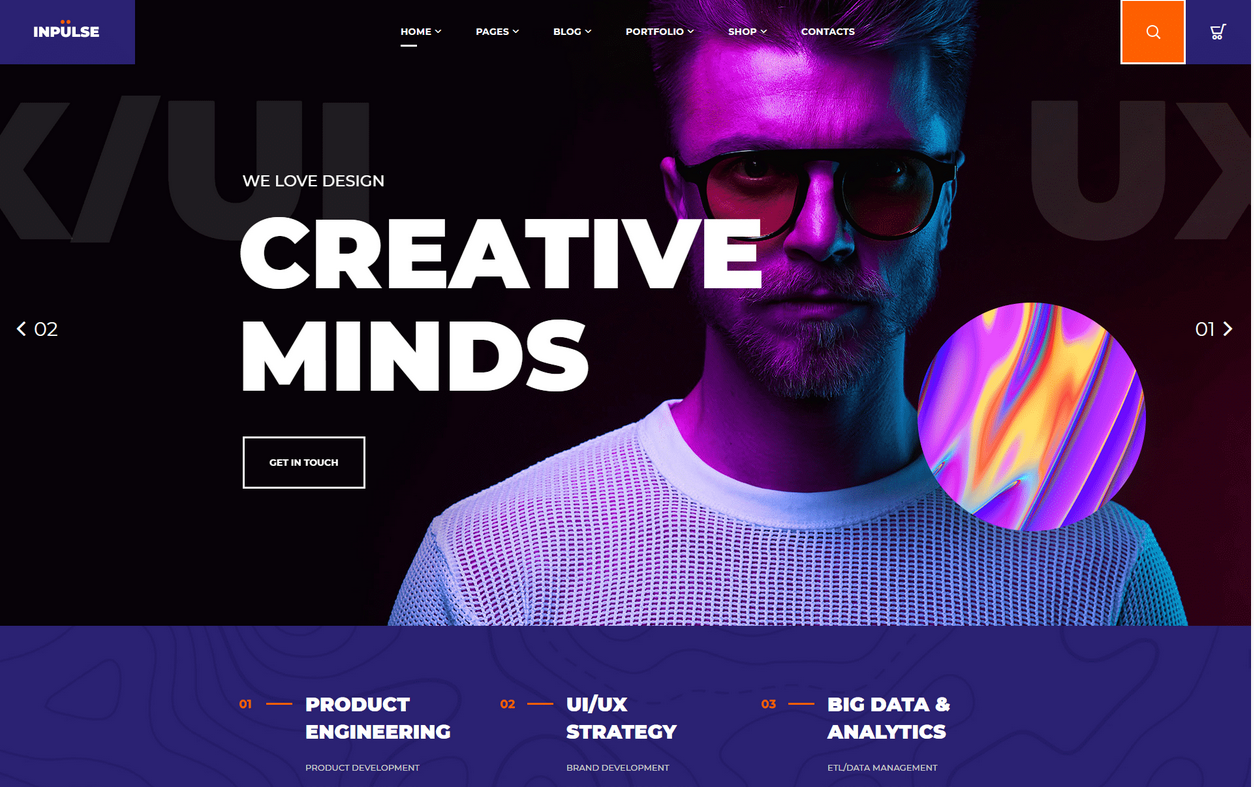 INPÜLSE
HOME
PAGES
BLOG
PORTFOLIO
SHOP
CONTACTS
X/UI
UX
WE LOVE DESIGN
CREATIVE
MINDS
02
01
GET IN TOUCH
01
PRODUCT
ENGINEERING
PRODUCT DEVELOPMENT
02
UI/UX
STRATEGY
BRAND DEVELOPMENT
03
BIG DATA &
ANALYTICS
ETL/DATA MANAGEMENT